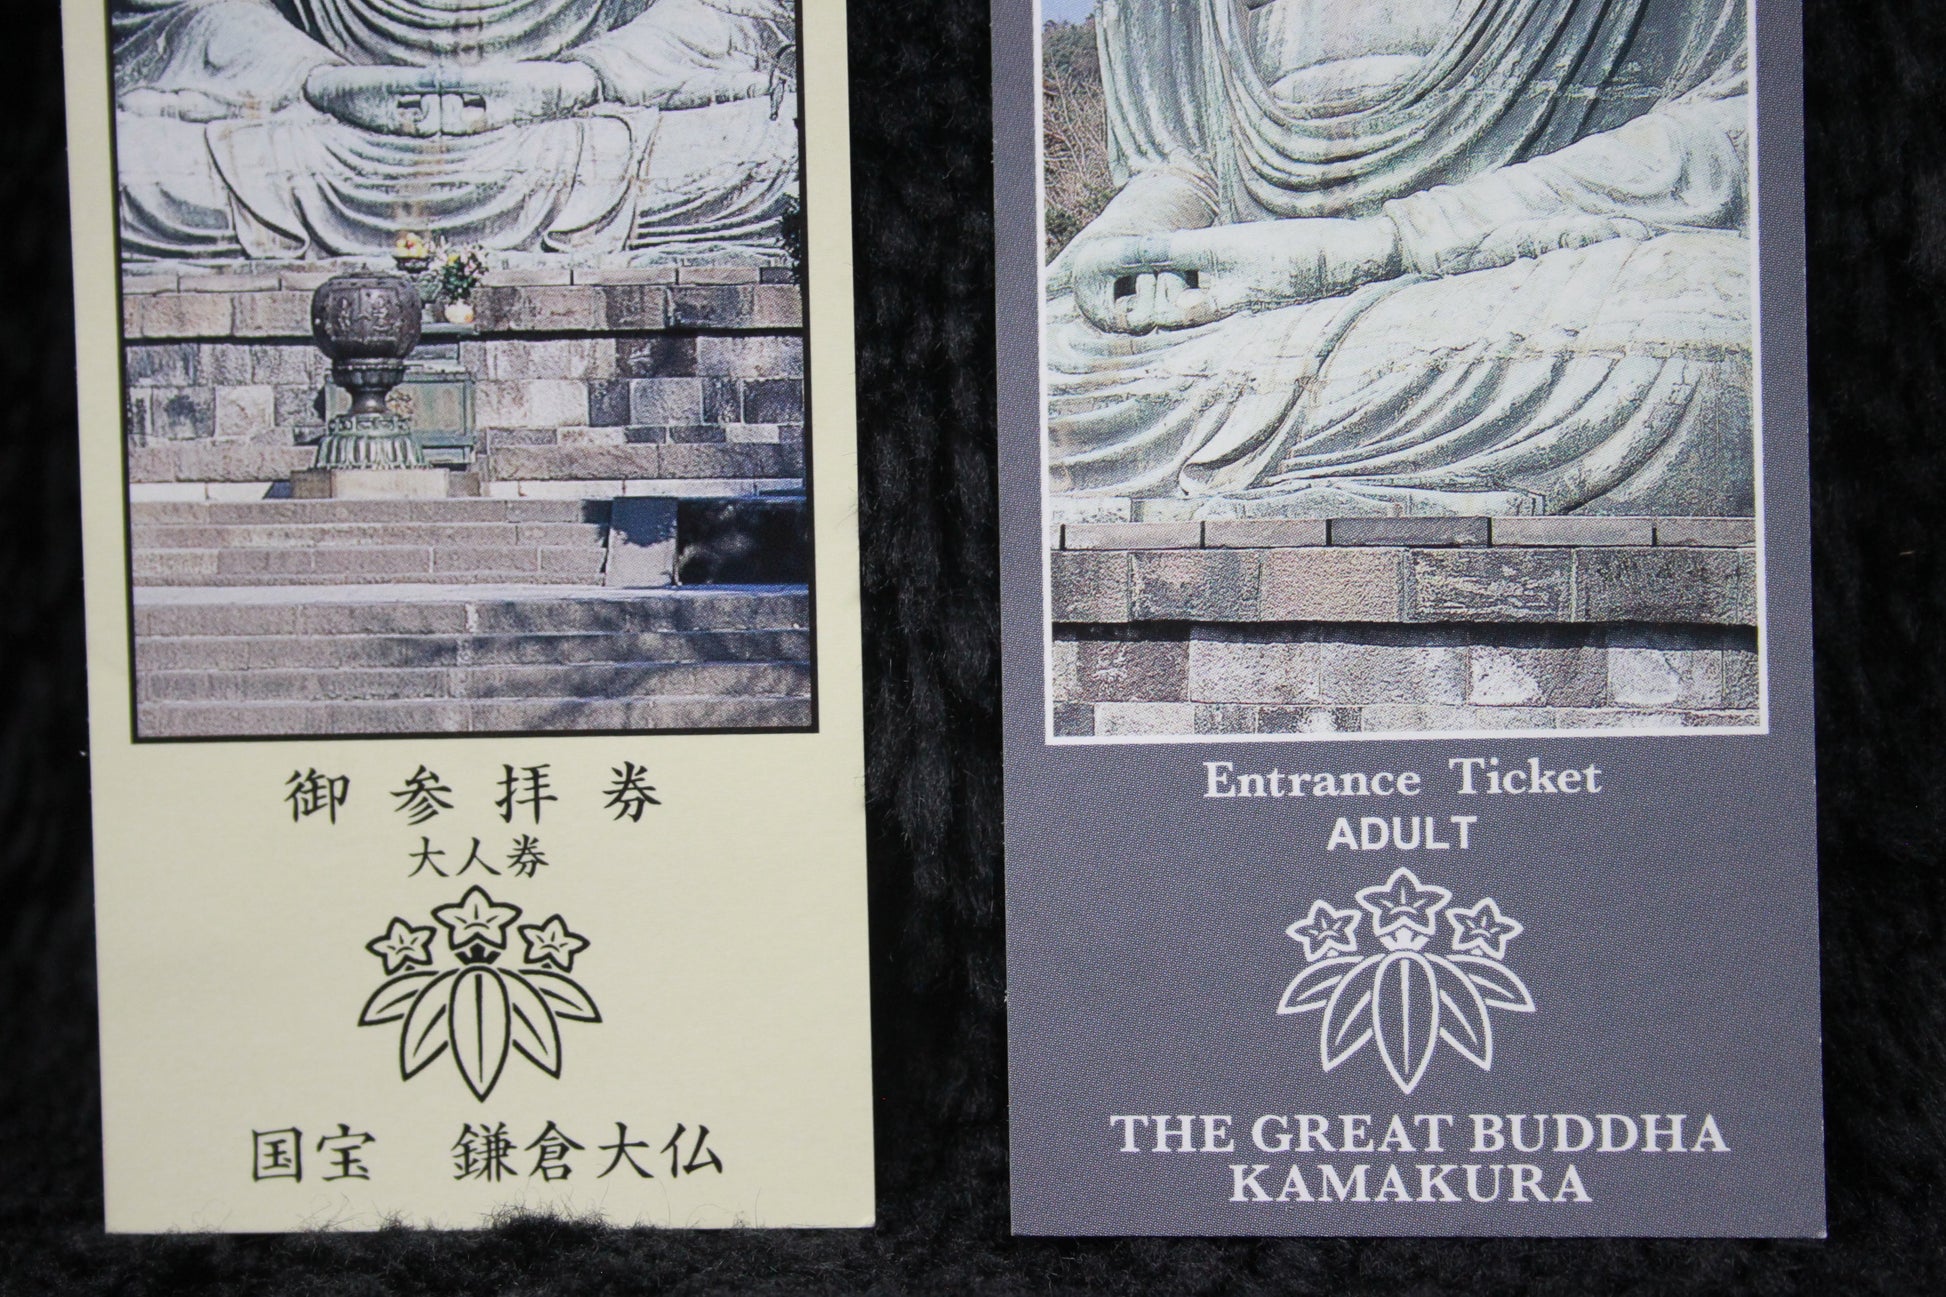 御参拝券
大人券
国宝 鎌倉大仏
Entrance Ticket
ADULT
THE GREAT BUDDHA
KAMAKURA